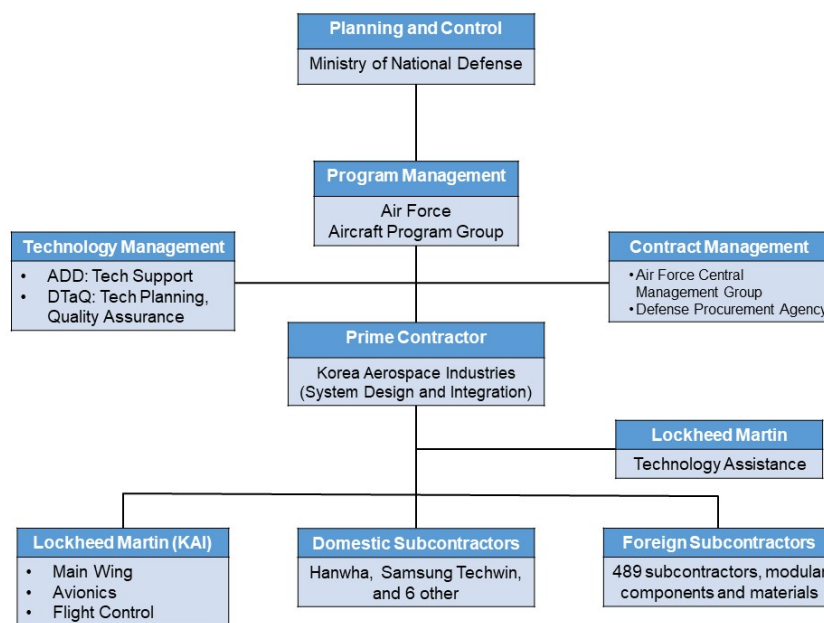 Planning and Control
Ministry of National Defense
Program Management
Air Force
Aircraft Program Group
Technology Management
• ADD: Tech Support
• DTaQ: Tech Planning,
Quality Assurance
Contract Management
• Air Force Central
Management Group
• Defense Procurement Agency
Prime Contractor
Korea Aerospace Industries
(System Design and Integration)
Lockheed Martin
Technology Assistance
Lockheed Martin (KAI)
• Main Wing
• Avionics
• Flight Control
Domestic Subcontractors
Hanwha, Samsung Techwin,
and 6 other
Foreign Subcontractors
489 subcontractors, modular
components and materials